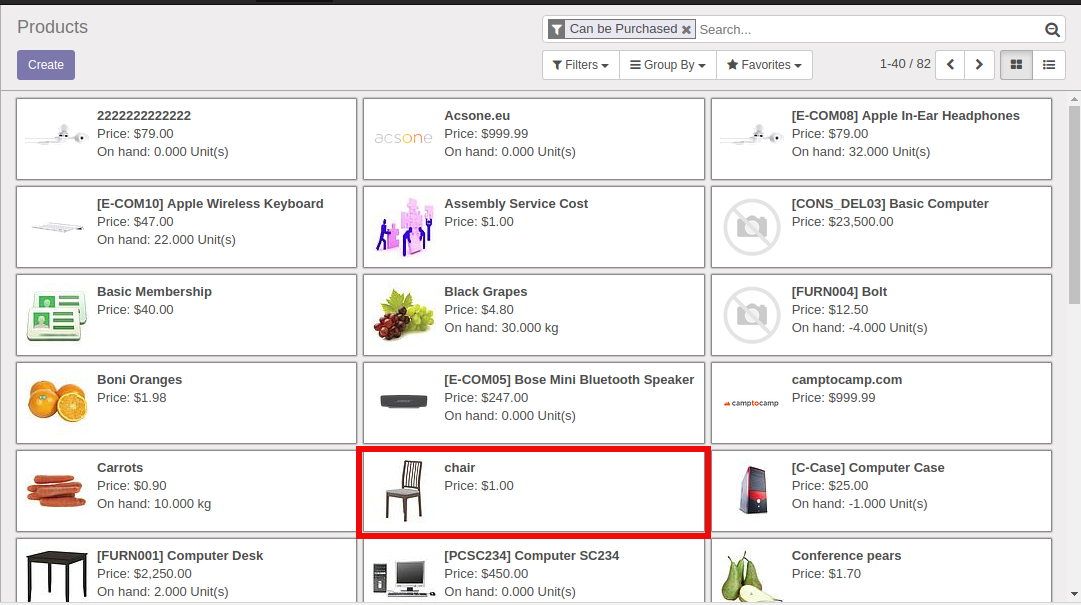 Products
Can be Purchased ✖ Search...
Create
Filters Group By Favorites 1-40 / 82
2222222222222
Price: $79.00
On hand: 0.000 Unit(s)
acsone
Acsone.eu
Price: $999.99
On hand: 0.000 Unit(s)
[E-COM08] Apple In-Ear Headphones
Price: $79.00
On hand: 32.000 Unit(s)
[E-COM10] Apple Wireless Keyboard
Price: $47.00
On hand: 22.000 Unit(s)
Assembly Service Cost
Price: $1.00
[CONS_DEL03] Basic Computer
Price: $23,500.00
Basic Membership
Price: $40.00
Black Grapes
Price: $4.80
On hand: 30.000 kg
[FURN004] Bolt
Price: $12.50
On hand: -4.000 Unit(s)
Boni Oranges
Price: $1.98
[E-COM05] Bose Mini Bluetooth Speaker
Price: $247.00
On hand: 0.000 Unit(s)
camptocamp
camptocamp.com
Price: $999.99
Carrots
Price: $0.90
On hand: 10.000 kg
chair
Price: $1.00
[C-Case] Computer Case
Price: $25.00
On hand: -1.000 Unit(s)
[FURN001] Computer Desk
Price: $2,250.00
On hand: 2.000 Unit(s)
[PCSC234] Computer SC234
Price: $450.00
On hand: 0.000 Unit(s)
Conference pears
Price: $1.70